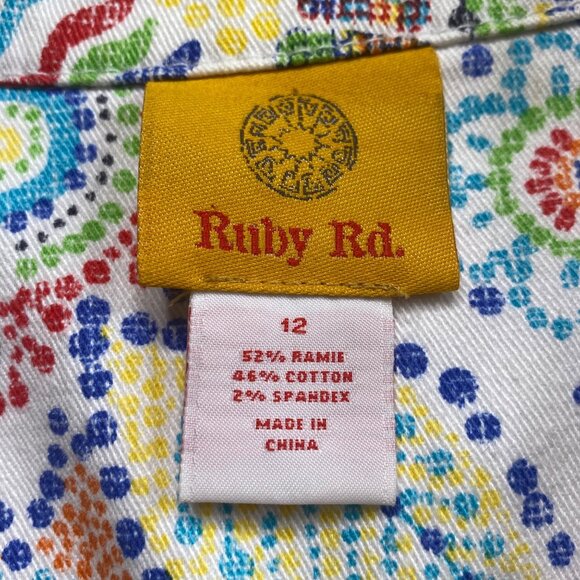 Ruby Rd.
12
52% RAMIE
46% COTTON
2% SPANDEX
MADE IN
CHINA